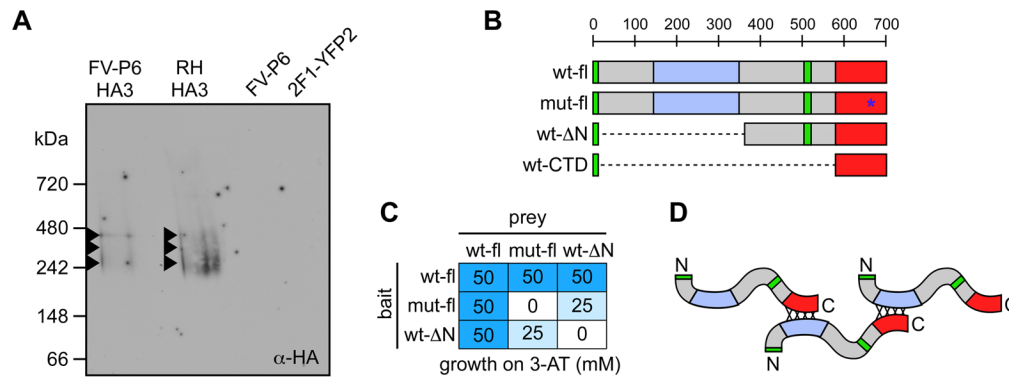 A
FV-P6 HA3
RH HA3
FV-P6
2F1-YFP2
kDa
720
480
242
148
66
α-HA
B
0 100 200 300 400 500 600 700
wt-fl
mut-fl
*
wt-ΔN
wt-CTD
C
prey
wt-fl mut-fl wt-ΔN
bait
wt-fl 50 50 50
mut-fl 50 0 25
wt-ΔN 50 25 0
growth on 3-AT (mM)
D
N
N
C
C
C
N